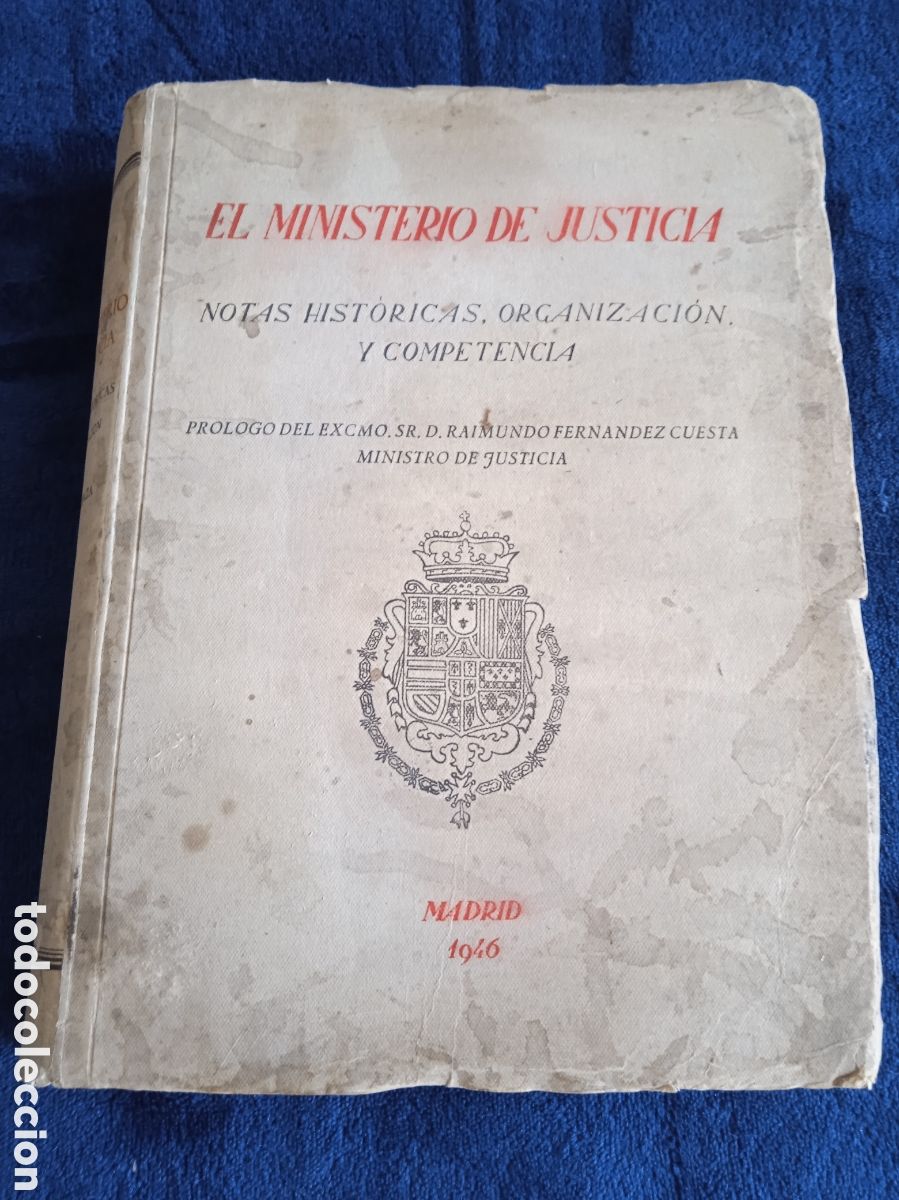 EL MINISTERIO DE JUSTICIA
NOTAS HISTÓRICAS, ORGANIZACIÓN,
Y COMPETENCIA
PROLOGO DEL EXCMO. SR. D. RAIMUNDO FERNANDEZ CUESTA
MINISTRO DE JUSTICIA
MADRID
1946
todocoleccion